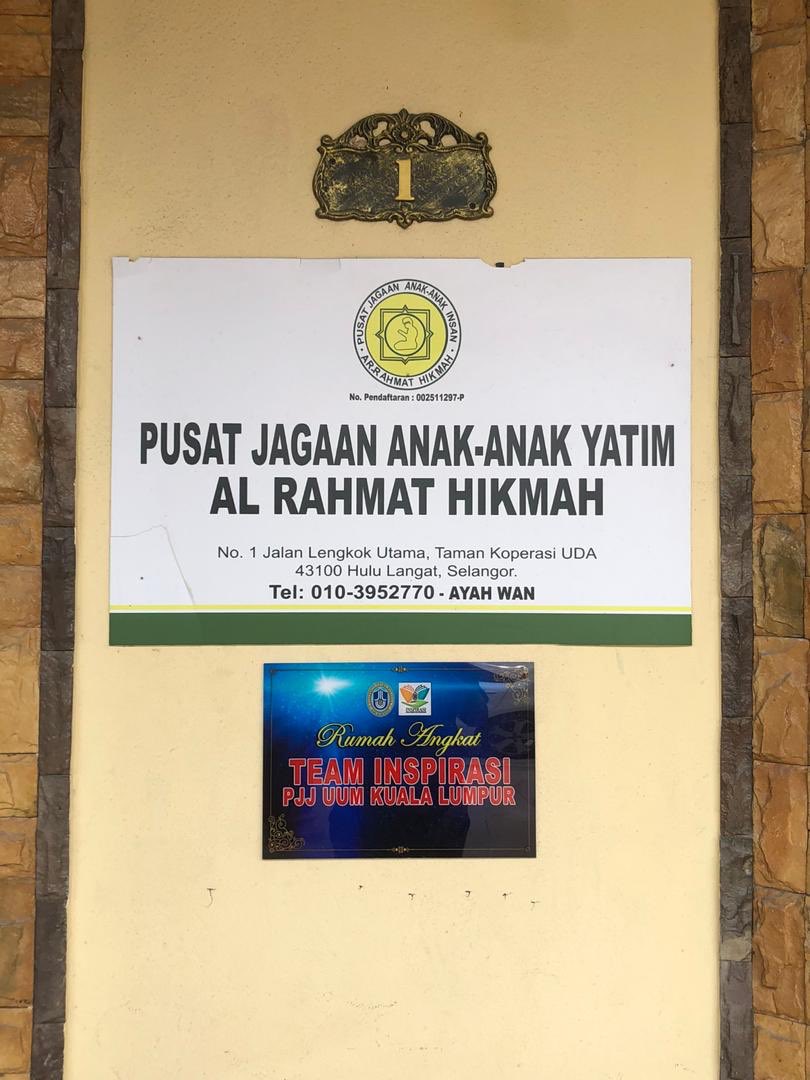 1
PUSAT JAGAAN ANAK-ANAK INSAN
AR-RAHMAT HIKMAH
No. Pendaftaran : 002511297-P
PUSAT JAGAAN ANAK-ANAK YATIM
AL RAHMAT HIKMAH
No. 1 Jalan Lengkok Utama, Taman Koperasi UDA
43100 Hulu Langat, Selangor.
Tel: 010-3952770 - AYAH WAN
INSPIRASI
Rumah Angkat
TEAM INSPIRASI
PJJ UUM KUALA LUMPUR